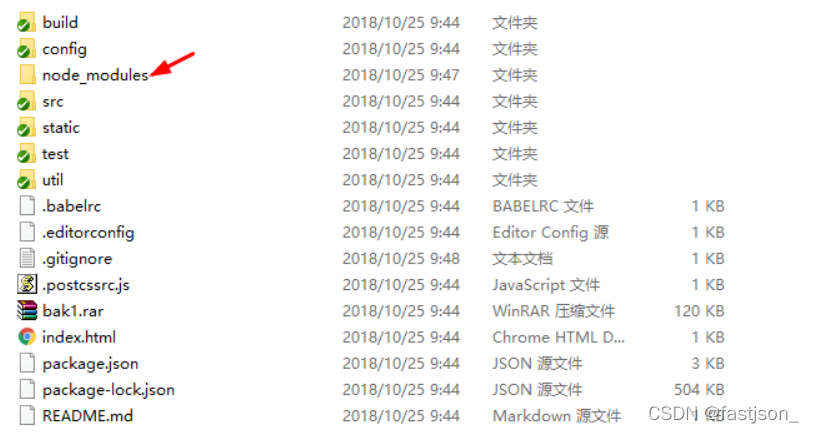 build 2018/10/25 9:44 文件夹
config 2018/10/25 9:44 文件夹
node_modules 2018/10/25 9:47 文件夹
src 2018/10/25 9:44 文件夹
static 2018/10/25 9:44 文件夹
test 2018/10/25 9:44 文件夹
util 2018/10/25 9:44 文件夹
.babelrc 2018/10/25 9:44 BABELRC 文件 1 KB
.editorconfig 2018/10/25 9:44 Editor Config 源 1 KB
.gitignore 2018/10/25 9:48 文本文档 1 KB
.postcssrc.js 2018/10/25 9:44 JavaScript 文件 1 KB
bak1.rar 2018/10/25 9:44 WinRAR 压缩文件 120 KB
index.html 2018/10/25 9:44 Chrome HTML D... 1 KB
package.json 2018/10/25 9:44 JSON 源文件 3 KB
package-lock.json 2018/10/25 9:44 JSON 源文件 504 KB
README.md 2018/10/25 9:44 Markdown 源文件 1 KB
CSDN @fastjson_